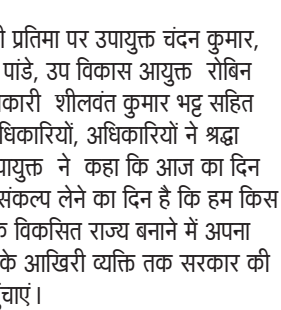 प्रतिमा पर उपायुक्त चंदन कुमार,
पांडे, उप विकास आयुक्त रोबिन
शीलवंत कुमार भट्ट सहित
अधिकारियों ने श्रद्धा
ने कहा कि आज का दिन
संकल्प लेने का दिन है कि हम किस
विकसित राज्य बनाने में अपना
के आखिरी व्यक्ति तक सरकार की